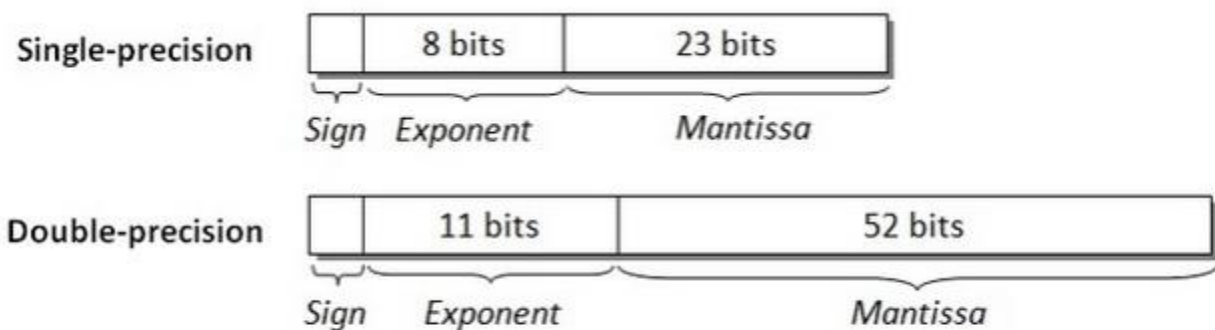 Single-precision 8 bits 23 bits
Sign Exponent Mantissa
Double-precision 11 bits 52 bits
Sign Exponent Mantissa